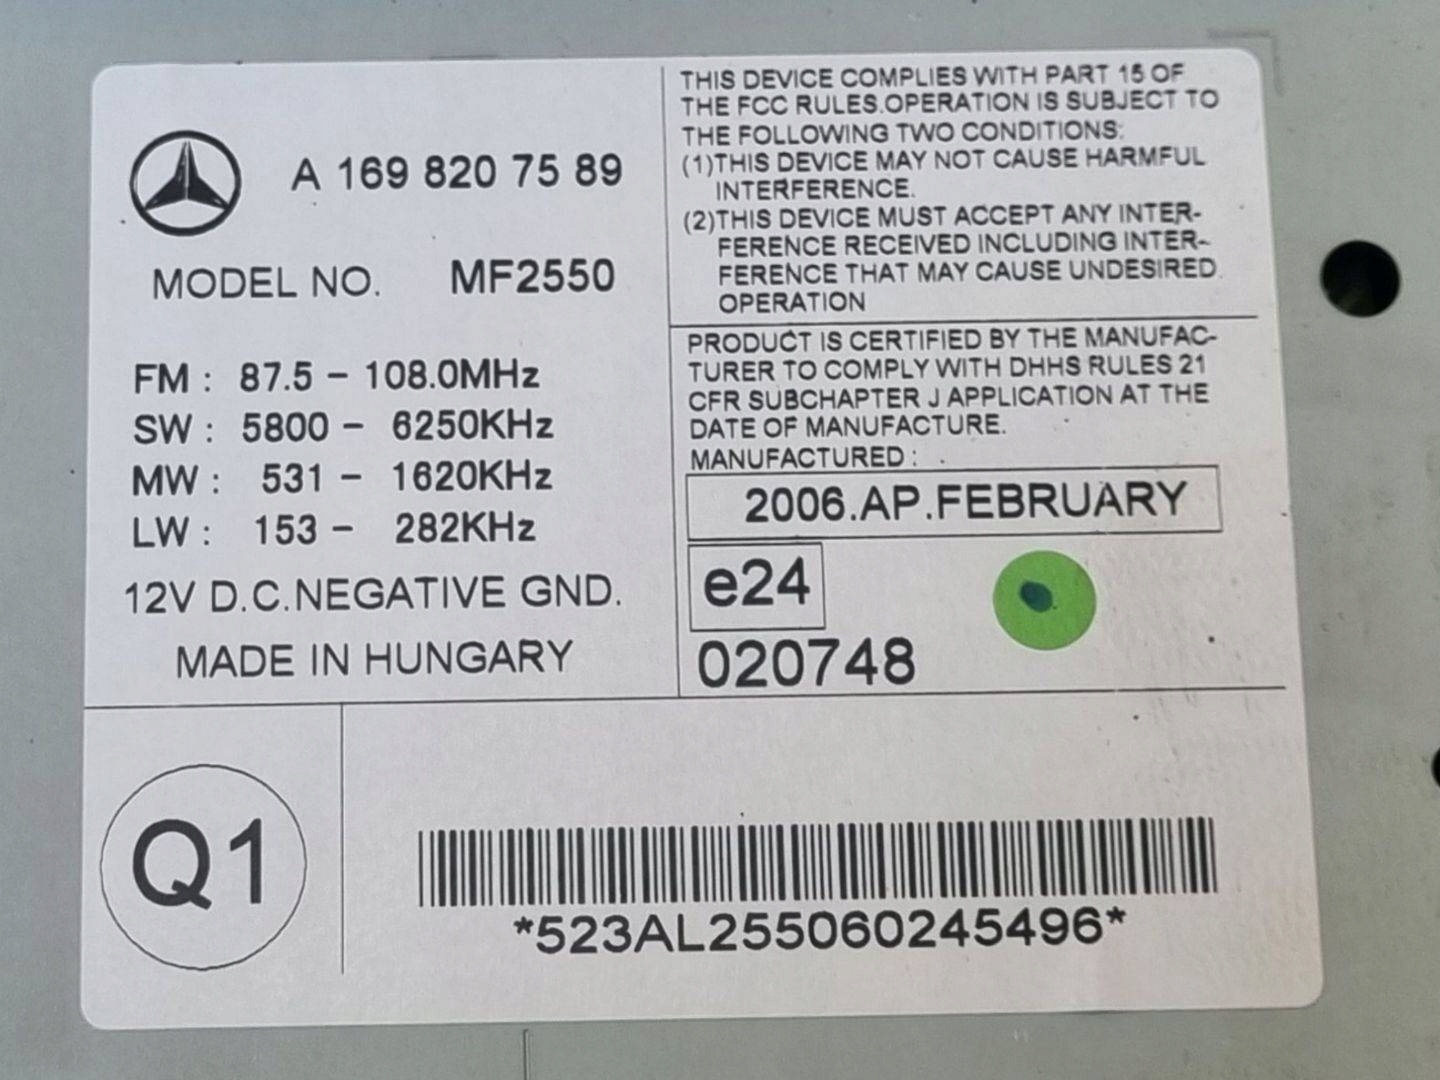 A 169 820 75 89
MODEL NO. MF2550
FM : 87.5 - 108.0MHz
SW : 5800 - 6250KHz
MW : 531 - 1620KHz
LW : 153 - 282KHz
12V D.C.NEGATIVE GND.
MADE IN HUNGARY
THIS DEVICE COMPLIES WITH PART 15 OF
THE FCC RULES.OPERATION IS SUBJECT TO
THE FOLLOWING TWO CONDITIONS:
(1)THIS DEVICE MAY NOT CAUSE HARMFUL
INTERFERENCE.
(2)THIS DEVICE MUST ACCEPT ANY INTER-
FERENCE RECEIVED INCLUDING INTER-
FERENCE THAT MAY CAUSE UNDESIRED
OPERATION
PRODUCT IS CERTIFIED BY THE MANUFAC-
TURER TO COMPLY WITH DHHS RULES 21
CFR SUBCHAPTER J APPLICATION AT THE
DATE OF MANUFACTURE.
MANUFACTURED :
2006.AP.FEBRUARY
e24
020748
Q1
*523AL255060245496*